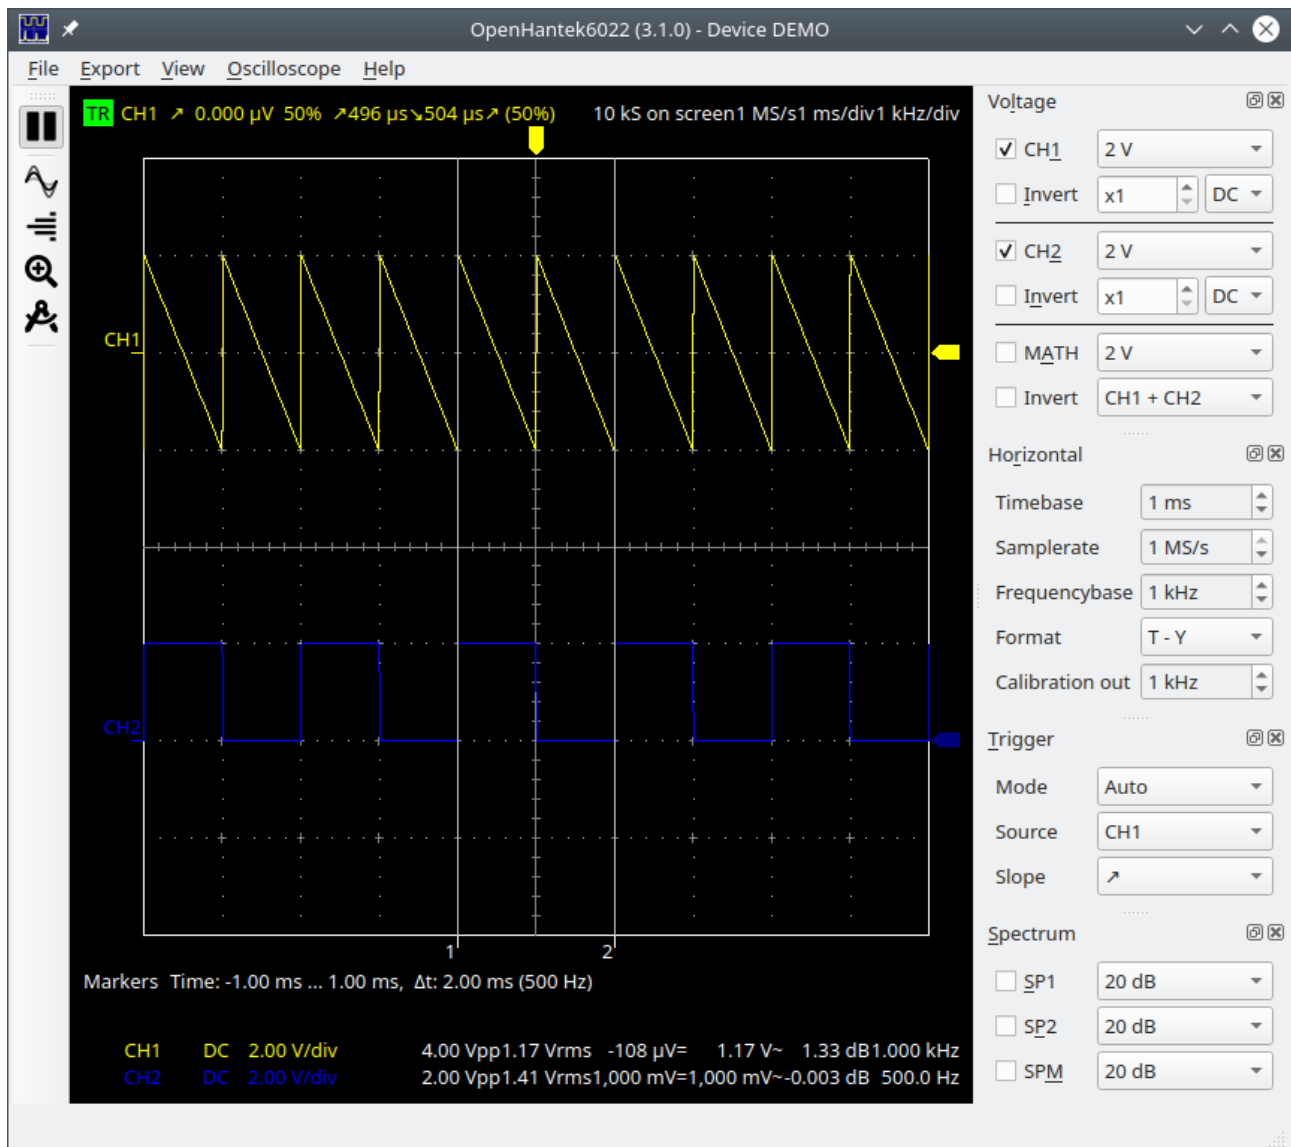 OpenHantek6022 (3.1.0) - Device DEMO
File Export View Oscilloscope Help
TR CH1 ↗ 0.000 µV 50% ↗496 µs↘504 µs↗ (50%) 10 kS on screen1 MS/s1 ms/div1 kHz/div
CH1
CH2
1 2
Markers Time: -1.00 ms ... 1.00 ms, Δt: 2.00 ms (500 Hz)
CH1 DC 2.00 V/div 4.00 Vpp1.17 Vrms -108 µV= 1.17 V~ 1.33 dB1.000 kHz
CH2 DC 2.00 V/div 2.00 Vpp1.41 Vrms1,000 mV=1,000 mV~-0.003 dB 500.0 Hz
Voltage
CH1 2 V
Invert x1 DC
CH2 2 V
Invert x1 DC
MATH 2 V
Invert CH1 + CH2
Horizontal
Timebase 1 ms
Samplerate 1 MS/s
Frequencybase 1 kHz
Format T - Y
Calibration out 1 kHz
Trigger
Mode Auto
Source CH1
Slope ↗
Spectrum
SP1 20 dB
SP2 20 dB
SPM 20 dB